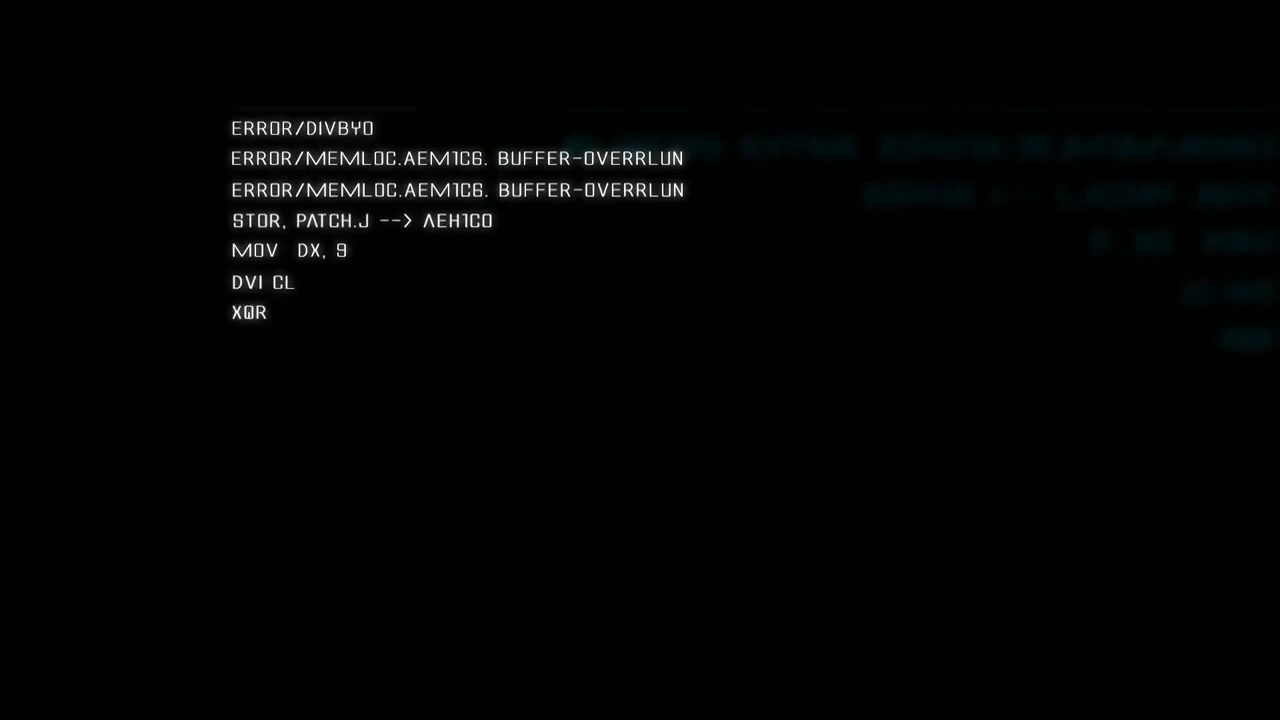 ERROR/DIVBY0
ERROR/MEMLOC.AEM1C6. BUFFER-OVERRLUN
ERROR/MEMLOC.AEM1C6. BUFFER-OVERRLUN
STOR, PATCH.J --> AEH1C0
MOV  DX, 9
DVI CL
XQR